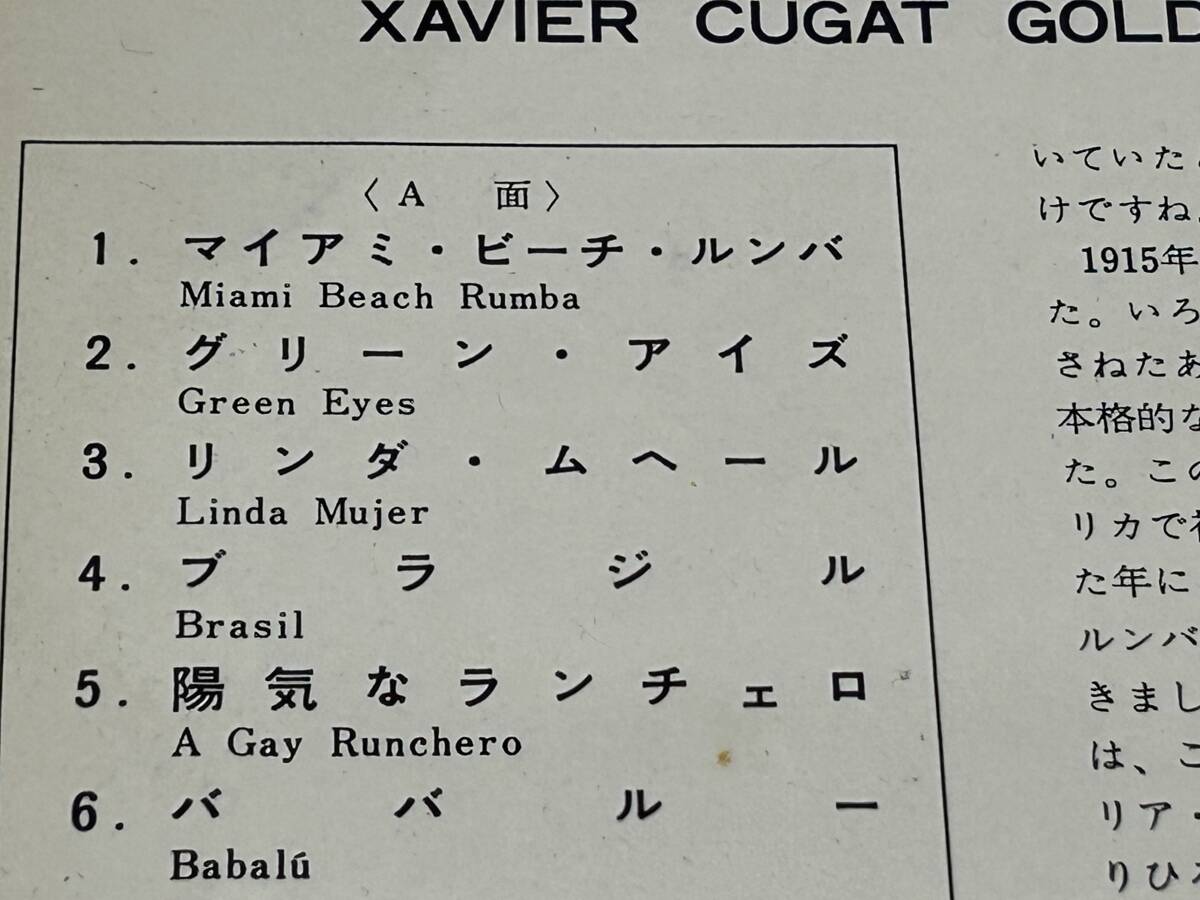 XAVIER CUGAT GOLD
〈A 面〉
1. マイアミ・ビーチ・ルンバ
Miami Beach Rumba
2. グリーン・アイズ
Green Eyes
3. リンダ・ムヘール
Linda Mujer
4. ブラジル
Brasil
5. 陽気なランチェロ
A Gay Runchero
6. ババルー
Babalú
いていた
けですね
1915年
た。いろ
さねたあ
本格的な
た。この
リカで
た年に
ルンバ
きまし
は、こ
リア・
りひろ